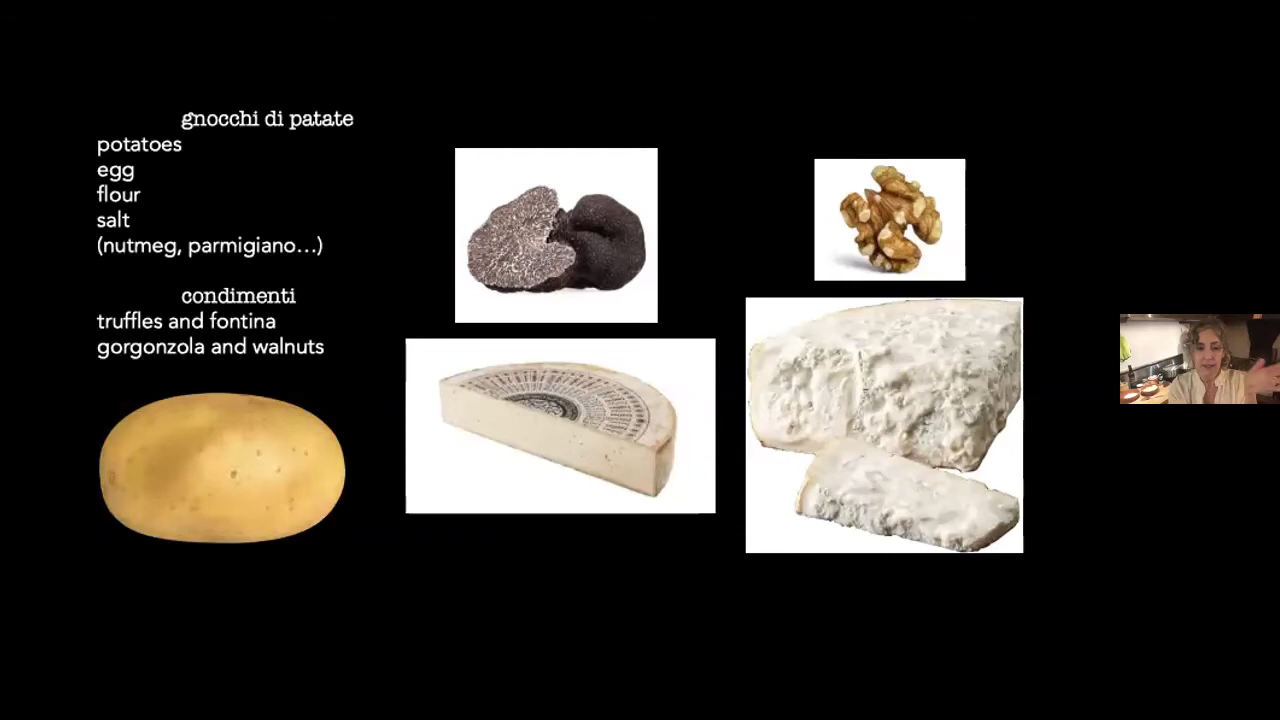 gnocchi di patate
potatoes
egg
flour
salt
(nutmeg, parmigiano...)
condimenti
truffles and fontina
gorgonzola and walnuts